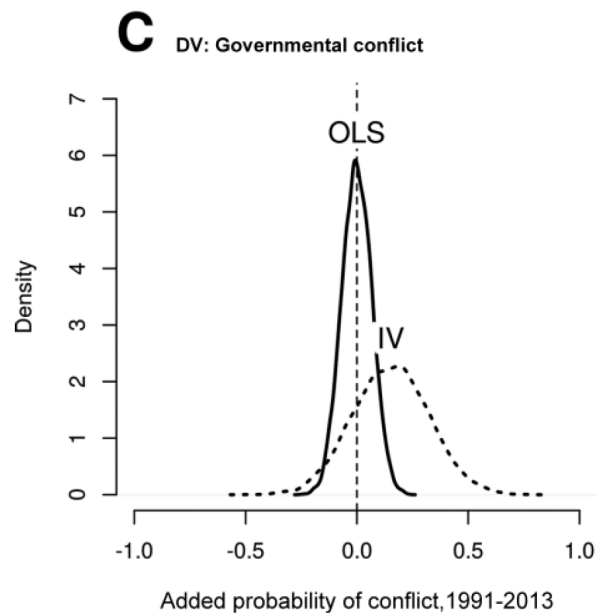 C DV: Governmental conflict
7
6
5
4
3
2
1
0
Density
OLS
IV
-1.0 -0.5 0.0 0.5 1.0
Added probability of conflict,1991-2013